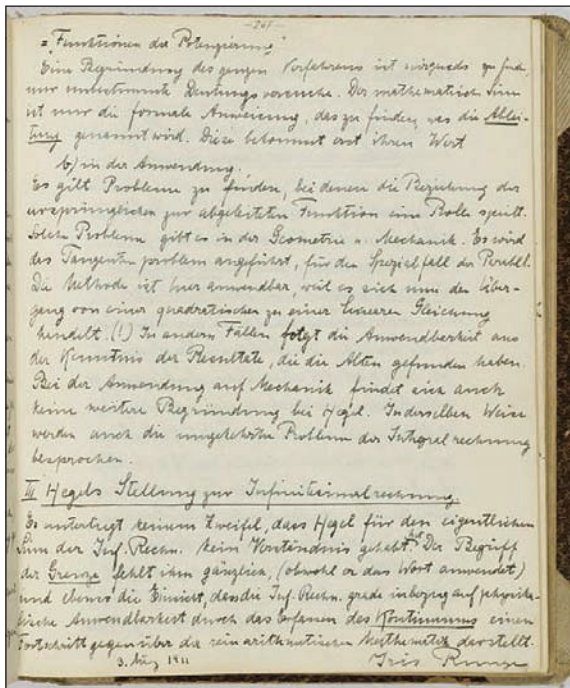 -261-
= „Funktionen der Potenzierung“
Eine Begründung des ganzen Verfahrens ist nirgends zu finden,
nur unbestimmte Deutungsversuche. Der mathematische Sinn
ist nur die formale Anweisung, das zu finden, was die Ablei-
tung genannt wird. Diese bekommt erst ihren Wert
b) in der Anwendung.
Es gilt Probleme zu finden, bei denen die Beziehung der
ursprünglichen zur abgeleiteten Funktion eine Rolle spielt.
Solche Probleme gibt es in der Geometrie u. Mechanik. Es wird
das Tangentenproblem angeführt, für den Spezialfall der Parabel.
Die Methode ist hier anwendbar, weil es sich um den Über-
gang von einer quadratischen zu einer linearen Gleichung
handelt. (!) In andern Fällen folgt die Anwendbarkeit aus
der Kenntnis der Resultate, die die Alten gefunden haben.
Bei der Anwendung auf Mechanik findet sich auch
keine weitere Begründung bei Hegel. In derselben Weise
werden auch die umgekehrten Probleme der Integralrechnung
besprochen.
III Hegels Stellung zur Infinitesimalrechnung.
Es unterliegt keinem Zweifel, dass Hegel für den eigentlichen
Sinn der Inf. Rechn. kein Verständnis gehabt hat. Der Begriff
der Grenze fehlt ihm gänzlich, (obwohl er das Wort anwendet)
und ebenso die Einsicht, dass die Inf. Rechn. grade in bezug auf physika-
lische Anwendbarkeit durch das Erfassen des Kontinuums einen
Fortschritt gegenüber der rein arithmetischen Mathematik darstellt.
3. März 1911 Iris Runge